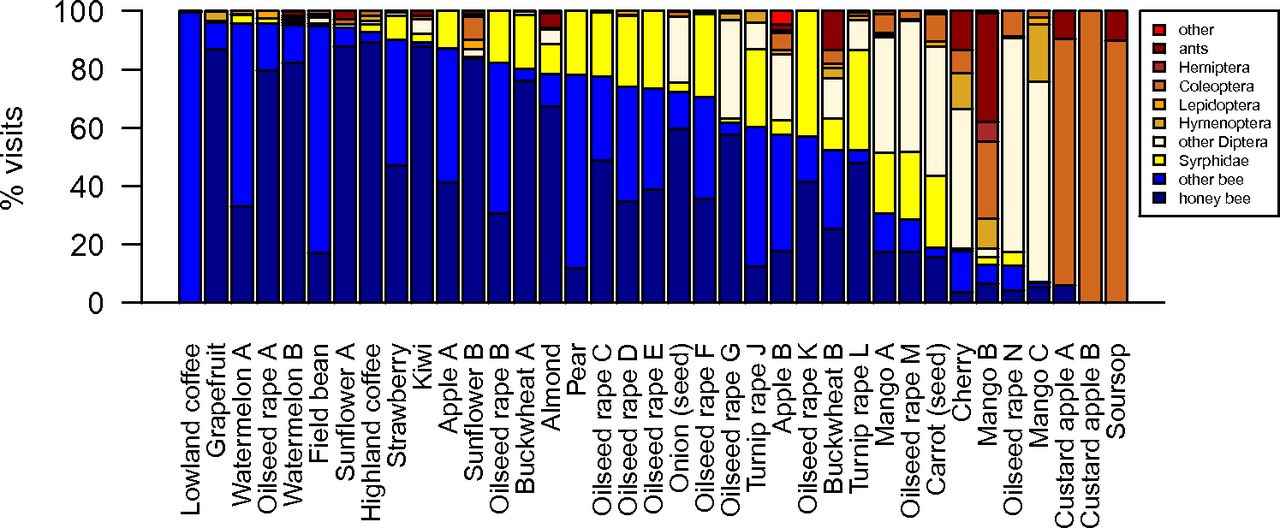 % visits
100
80
60
40
20
0
other
ants
Hemiptera
Coleoptera
Lepidoptera
Hymenoptera
other Diptera
Syrphidae
other bee
honey bee
Lowland coffee
Grapefruit
Watermelon A
Oilseed rape A
Watermelon B
Field bean
Sunflower A
Highland coffee
Strawberry
Kiwi
Apple A
Sunflower B
Oilseed rape B
Buckwheat A
Almond
Pear
Oilseed rape C
Oilseed rape D
Oilseed rape E
Onion (seed)
Oilseed rape F
Oilseed rape G
Turnip rape J
Apple B
Oilseed rape K
Buckwheat B
Turnip rape L
Mango A
Oilseed rape M
Carrot (seed)
Cherry
Mango B
Oilseed rape N
Mango C
Custard apple A
Custard apple B
Soursop